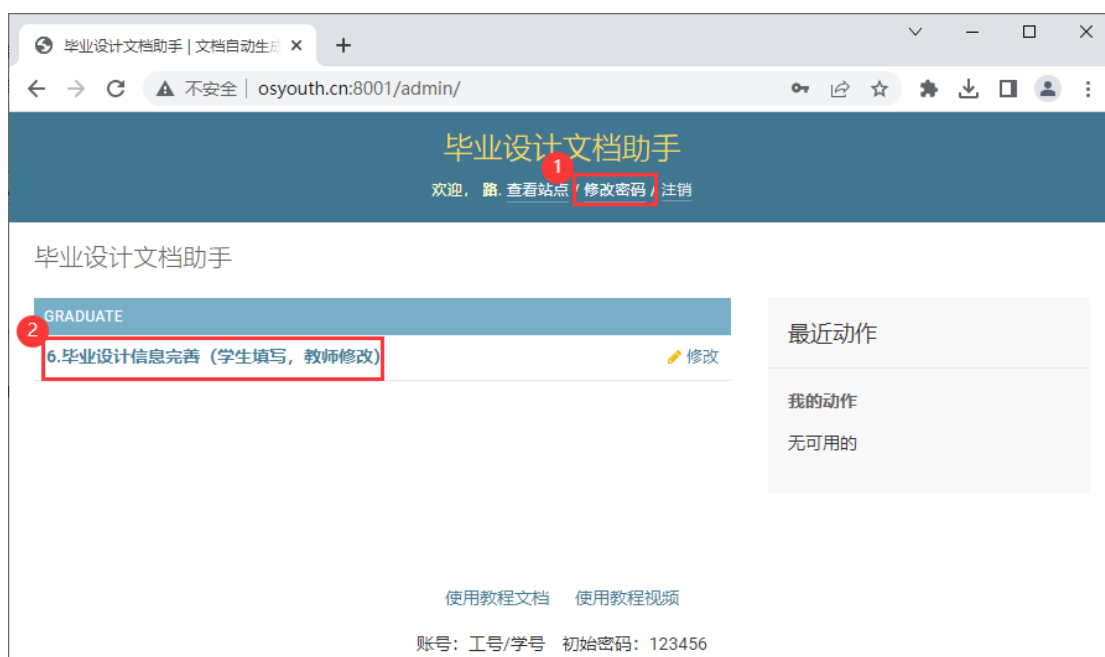 毕业设计文档助手 | 文档自动生成
不安全 | osyouth.cn:8001/admin/
毕业设计文档助手
1
欢迎, 路. 查看站点 / 修改密码 / 注销
毕业设计文档助手
GRADUATE
2
6.毕业设计信息完善（学生填写，教师修改）
修改
最近动作
我的动作
无可用的
使用教程文档 使用教程视频
账号：工号/学号 初始密码：123456